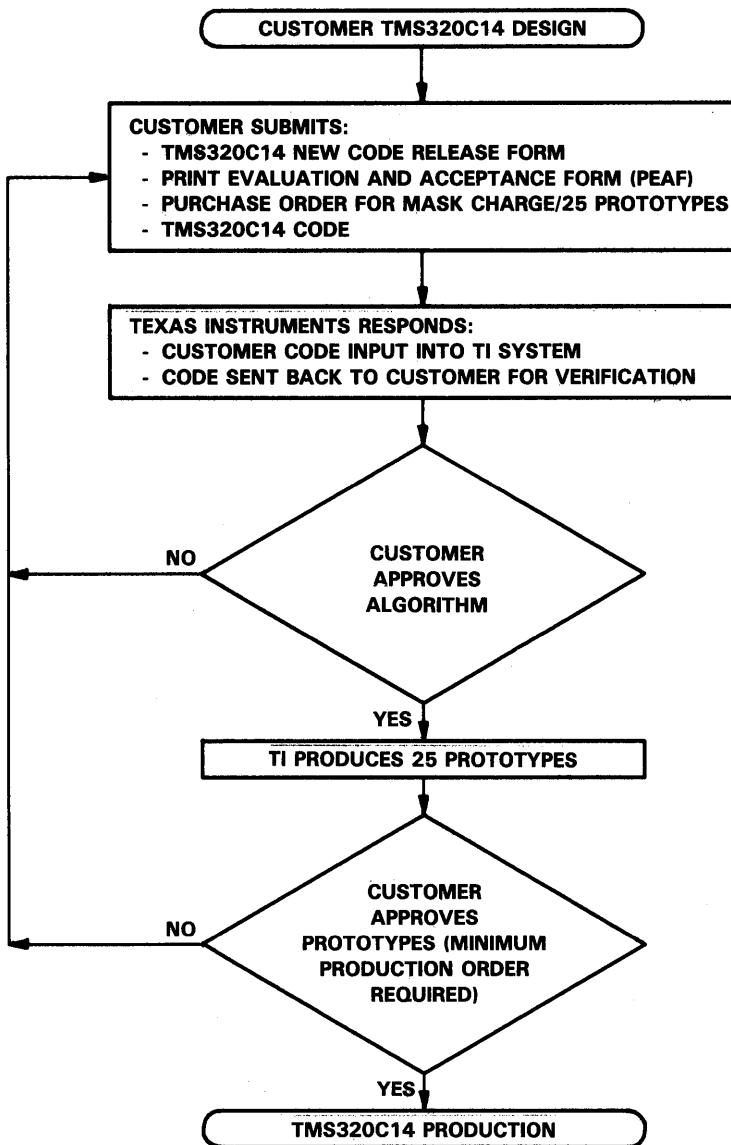 CUSTOMER TMS320C14 DESIGN
CUSTOMER SUBMITS:
- TMS320C14 NEW CODE RELEASE FORM
- PRINT EVALUATION AND ACCEPTANCE FORM (PEAF)
- PURCHASE ORDER FOR MASK CHARGE/25 PROTOTYPES
- TMS320C14 CODE
TEXAS INSTRUMENTS RESPONDS:
- CUSTOMER CODE INPUT INTO TI SYSTEM
- CODE SENT BACK TO CUSTOMER FOR VERIFICATION
NO
CUSTOMER
APPROVES
ALGORITHM
YES
TI PRODUCES 25 PROTOTYPES
NO
CUSTOMER
APPROVES
PROTOTYPES (MINIMUM
PRODUCTION ORDER
REQUIRED)
YES
TMS320C14 PRODUCTION